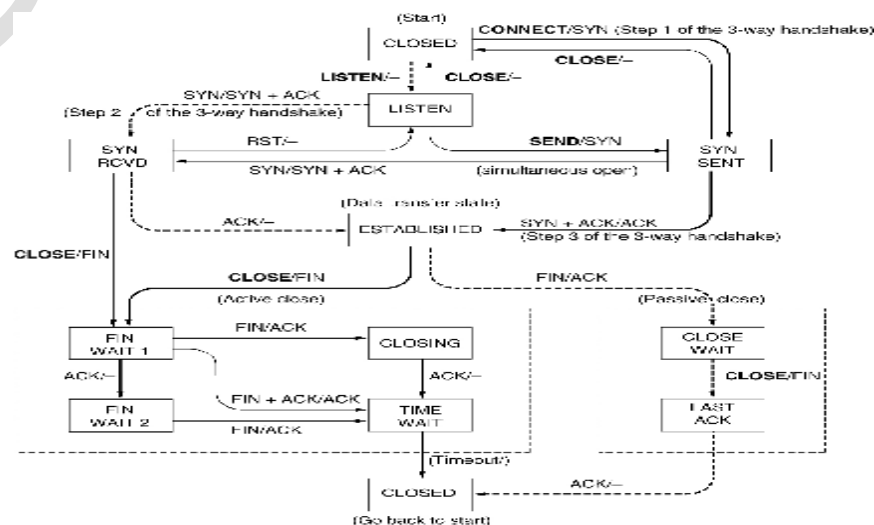 (Start)
CONNECT/SYN (Step 1 of the 3-way handshake)
CLOSED
CLOSE/–
LISTEN/–
CLOSE/–
SYN/SYN + ACK
(Step 2 of the 3-way handshake)
LISTEN
SYN
RCVD
RST/–
SEND/SYN
SYN
SENT
SYN/SYN + ACK
(simultaneous open)
(Data transfer state)
ACK/–
ESTABLISHED
SYN + ACK/ACK
(Step 3 of the 3-way handshake)
CLOSE/FIN
CLOSE/FIN
FIN/ACK
(Active close)
(Passive close)
FIN
WAIT 1
FIN/ACK
CLOSING
CLOSE
WAIT
ACK/–
ACK/–
CLOSE/FIN
FIN + ACK/ACK
FIN
WAIT 2
TIME
WAIT
LAST
ACK
FIN/ACK
(Timeout/)
ACK/–
CLOSED
(Go back to start)